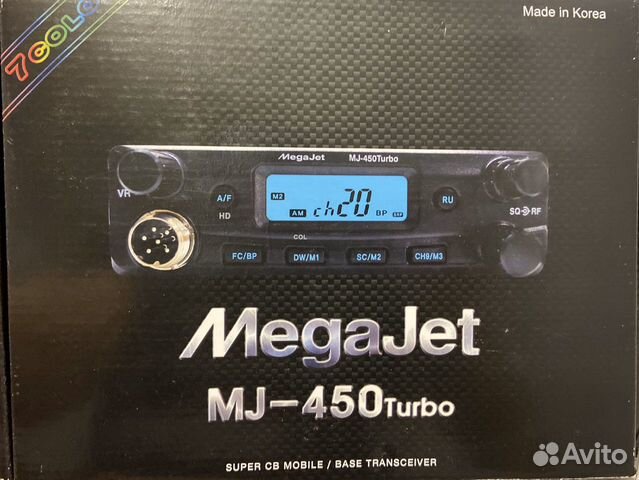 Made in Korea
7COLO
MegaJet MJ-450Turbo
VR
A/F
HD
M2
AM
ch20
BP
RU
SQ RF
COL
FC/BP
DW/M1
SC/M2
CH9/M3
MegaJet
MJ-450Turbo
SUPER CB MOBILE / BASE TRANSCEIVER
Avito